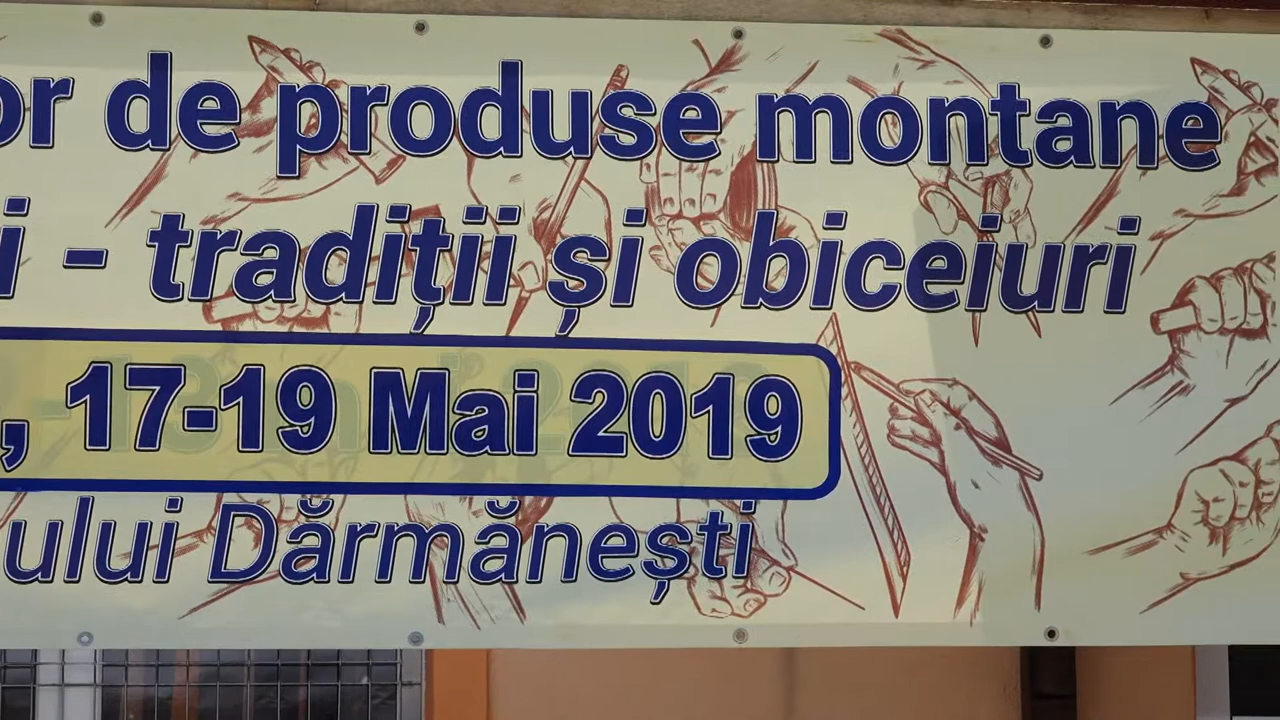 or de produse montane
i - tradiții și obiceiuri
, 17-19 Mai 2019
ului Dărmănești